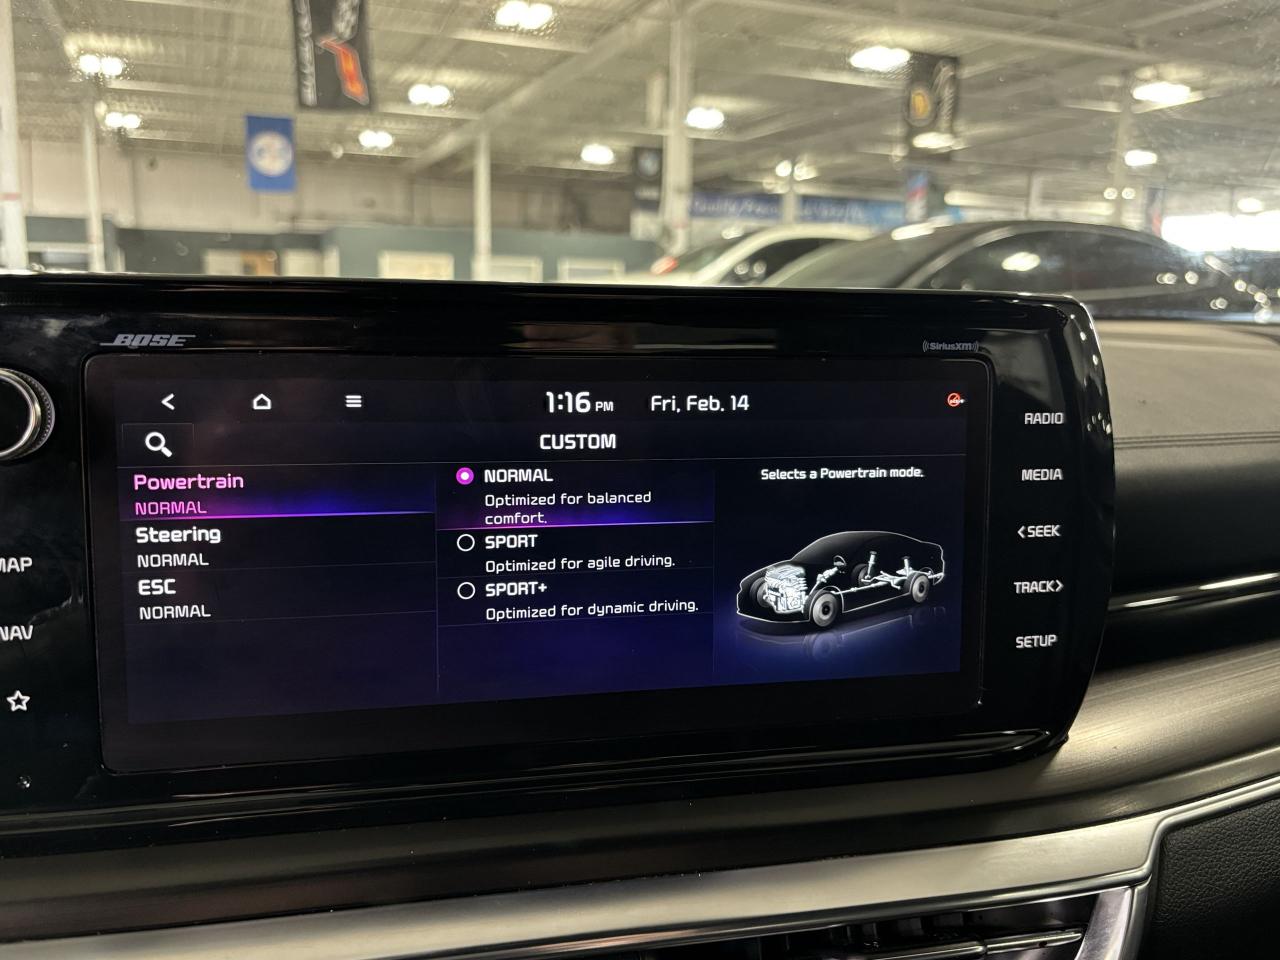 BOSE
((SiriusXM))
1:16 PM
Fri, Feb. 14
CUSTOM
Powertrain
NORMAL
Steering
NORMAL
ESC
NORMAL
NORMAL
Optimized for balanced
comfort.
SPORT
Optimized for agile driving.
SPORT+
Optimized for dynamic driving.
Selects a Powertrain mode.
MAP
NAV
RADIO
MEDIA
<SEEK
TRACK>
SETUP